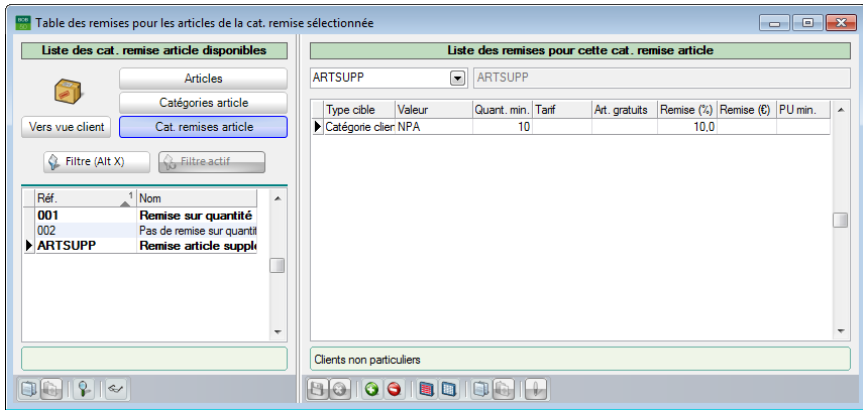 Table des remises pour les articles de la cat. remise sélectionnée
Liste des cat. remise article disponibles
Articles
Catégories article
Vers vue client
Cat. remises article
Filtre (Alt X)
Filtre actif
Réf. 1 Nom
001 Remise sur quantité
002 Pas de remise sur quantit
ARTSUPP Remise article supplé
Liste des remises pour cette cat. remise article
ARTSUPP ARTSUPP
Type cible Valeur Quant. min. Tarif Art. gratuits Remise (%) Remise (€) PU min.
Catégorie clier NPA 10 10,0
Clients non particuliers